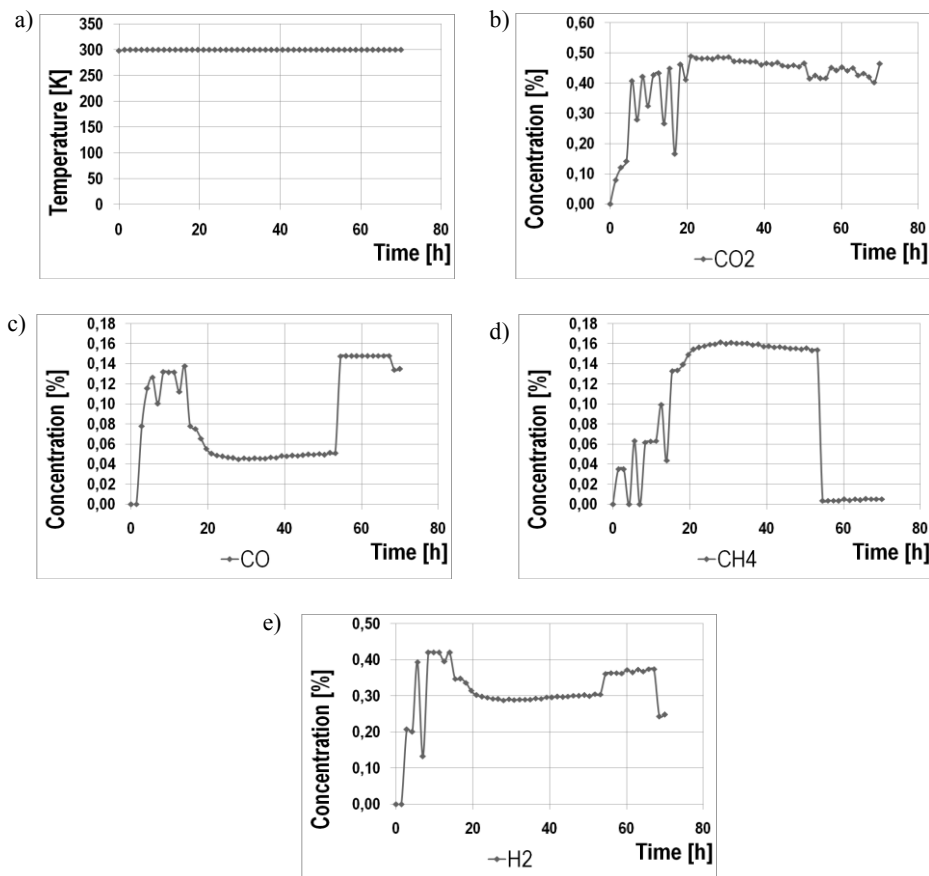 a)
350
300
250
200
150
100
50
0
Temperature [K]
0 20 40 60 80
Time [h]
b)
0,60
0,50
0,40
0,30
0,20
0,10
0,00
Concentration [%]
0 20 40 60 80
Time [h]
CO2
c)
0,18
0,16
0,14
0,12
0,10
0,08
0,06
0,04
0,02
0,00
Concentration [%]
0 20 40 60 80
Time [h]
CO
d)
0,18
0,16
0,14
0,12
0,10
0,08
0,06
0,04
0,02
0,00
Concentration [%]
0 20 40 60 80
Time [h]
CH4
e)
0,50
0,40
0,30
0,20
0,10
0,00
Concentration [%]
0 20 40 60 80
Time [h]
H2